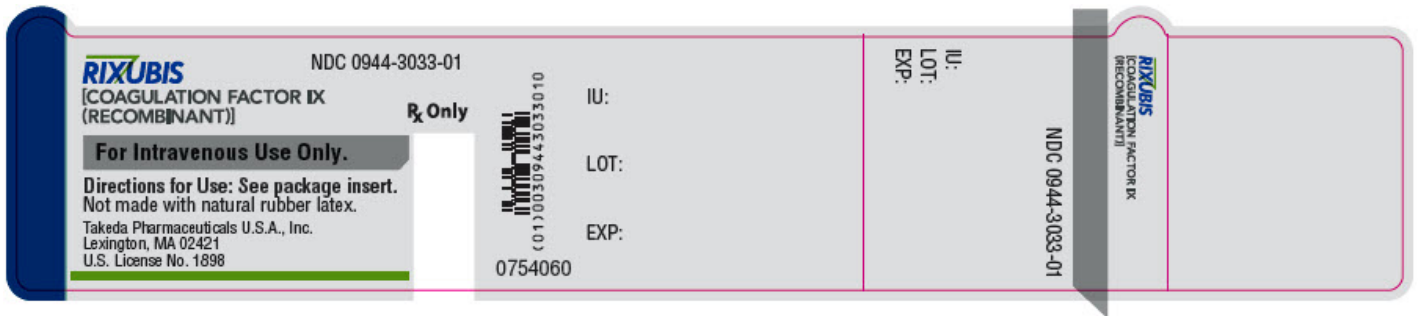 RIXUBIS
NDC 0944-3033-01
[COAGULATION FACTOR IX
(RECOMBINANT)]
Rx Only
For Intravenous Use Only.
Directions for Use: See package insert.
Not made with natural rubber latex.
Takeda Pharmaceuticals U.S.A., Inc.
Lexington, MA 02421
U.S. License No. 1898
(01)00309443033010
0754060
IU:
LOT:
EXP:
IU:
LOT:
EXP:
NDC 0944-3033-01
RIXUBIS
[COAGULATION FACTOR IX
(RECOMBINANT)]